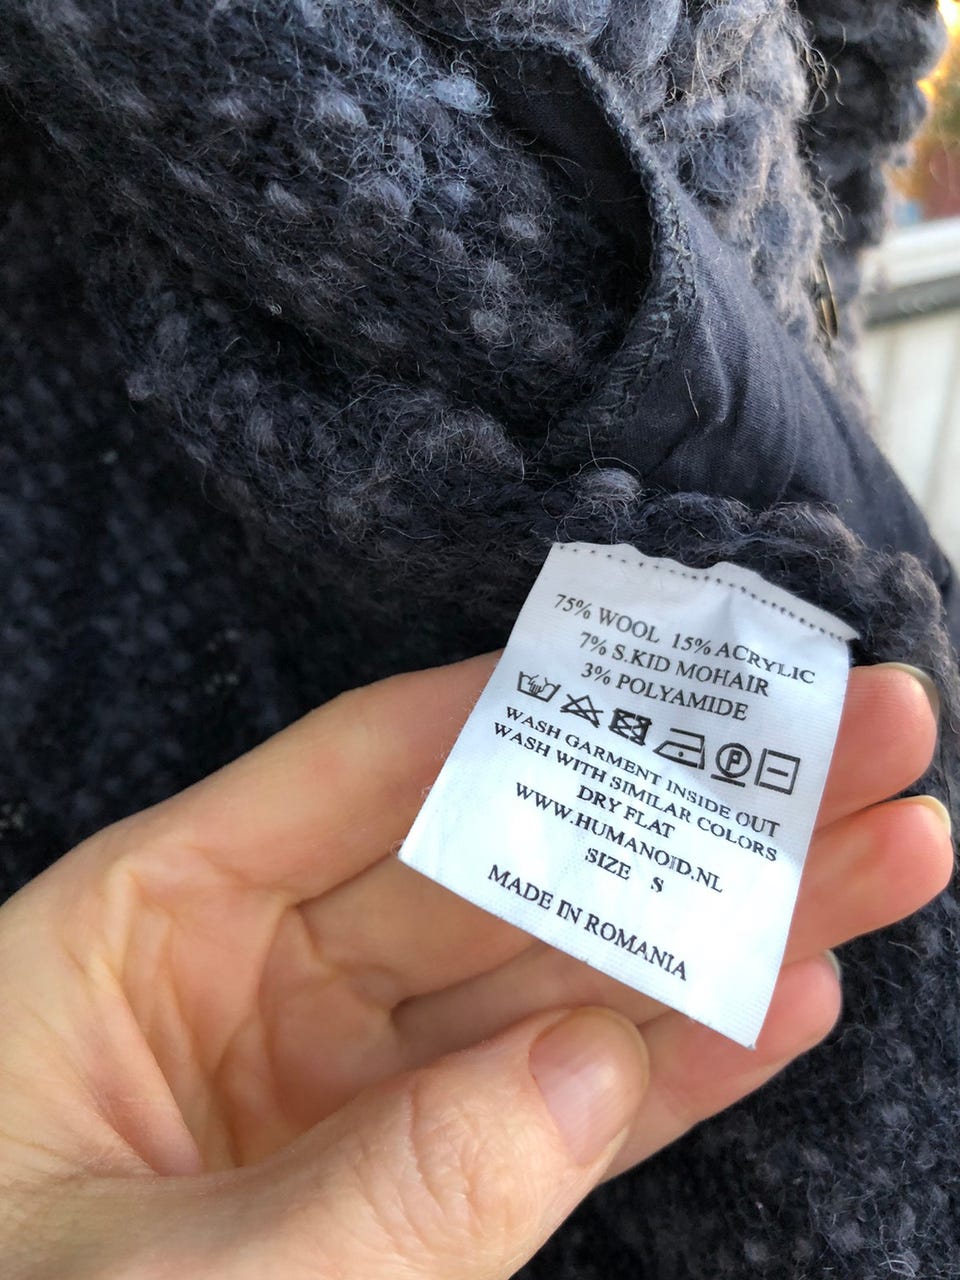 75% WOOL 15% ACRYLIC
7% S.KID MOHAIR
3% POLYAMIDE
P
WASH GARMENT INSIDE OUT
WASH WITH SIMILAR COLORS
DRY FLAT
WWW.HUMANOID.NL
SIZE S
MADE IN ROMANIA